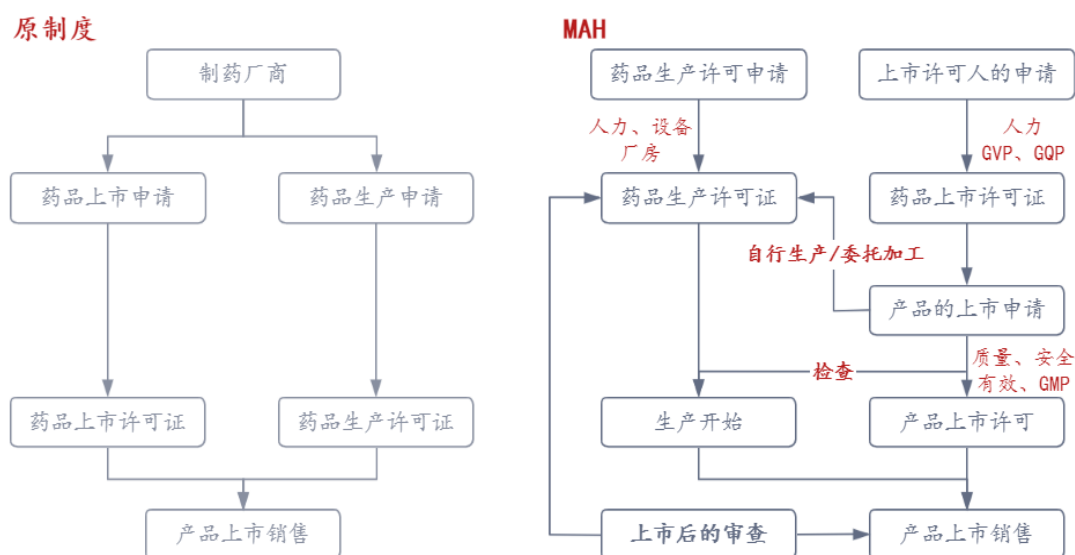 原制度
制药厂商
药品上市申请
药品生产申请
药品上市许可证
药品生产许可证
产品上市销售
MAH
药品生产许可申请
上市许可人的申请
人力、设备
厂房
人力
GVP、GQP
药品生产许可证
药品上市许可证
自行生产/委托加工
产品的上市申请
检查
质量、安全
有效、GMP
生产开始
产品上市许可
上市后的审查
产品上市销售